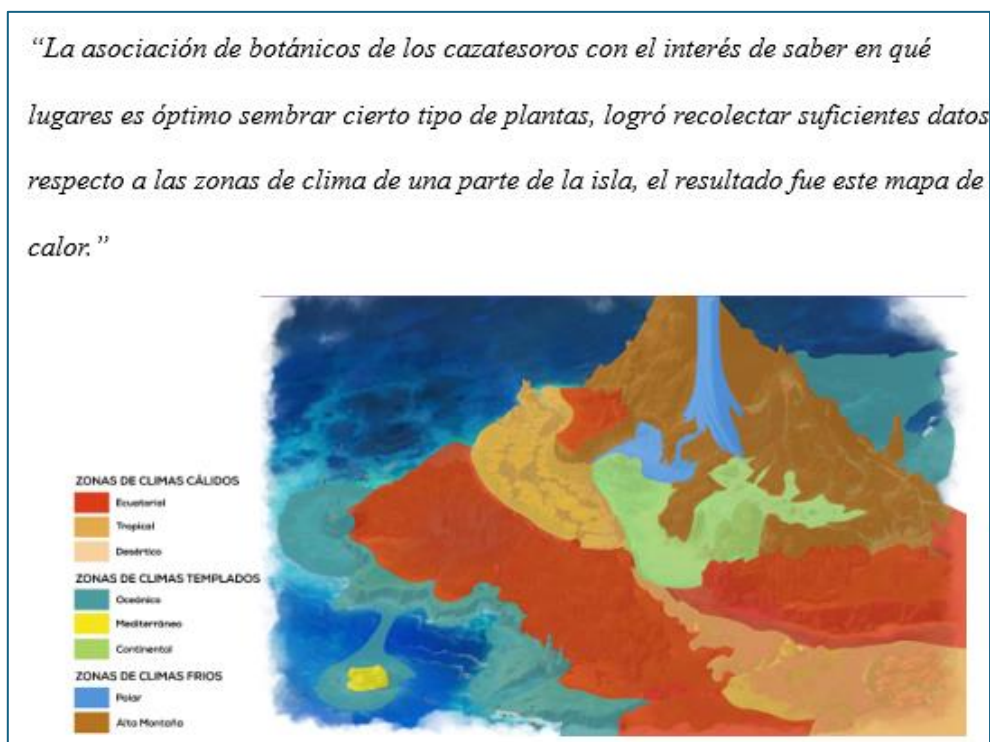 “La asociación de botánicos de los cazatesoros con el interés de saber en qué
lugares es óptimo sembrar cierto tipo de plantas, logró recolectar suficientes datos
respecto a las zonas de clima de una parte de la isla, el resultado fue este mapa de
calor.”
ZONAS DE CLIMAS CÁLIDOS
Ecuatorial
Tropical
Desértico
ZONAS DE CLIMAS TEMPLADOS
Oceánico
Mediterráneo
Continental
ZONAS DE CLIMAS FRIOS
Polar
Alta Montaña